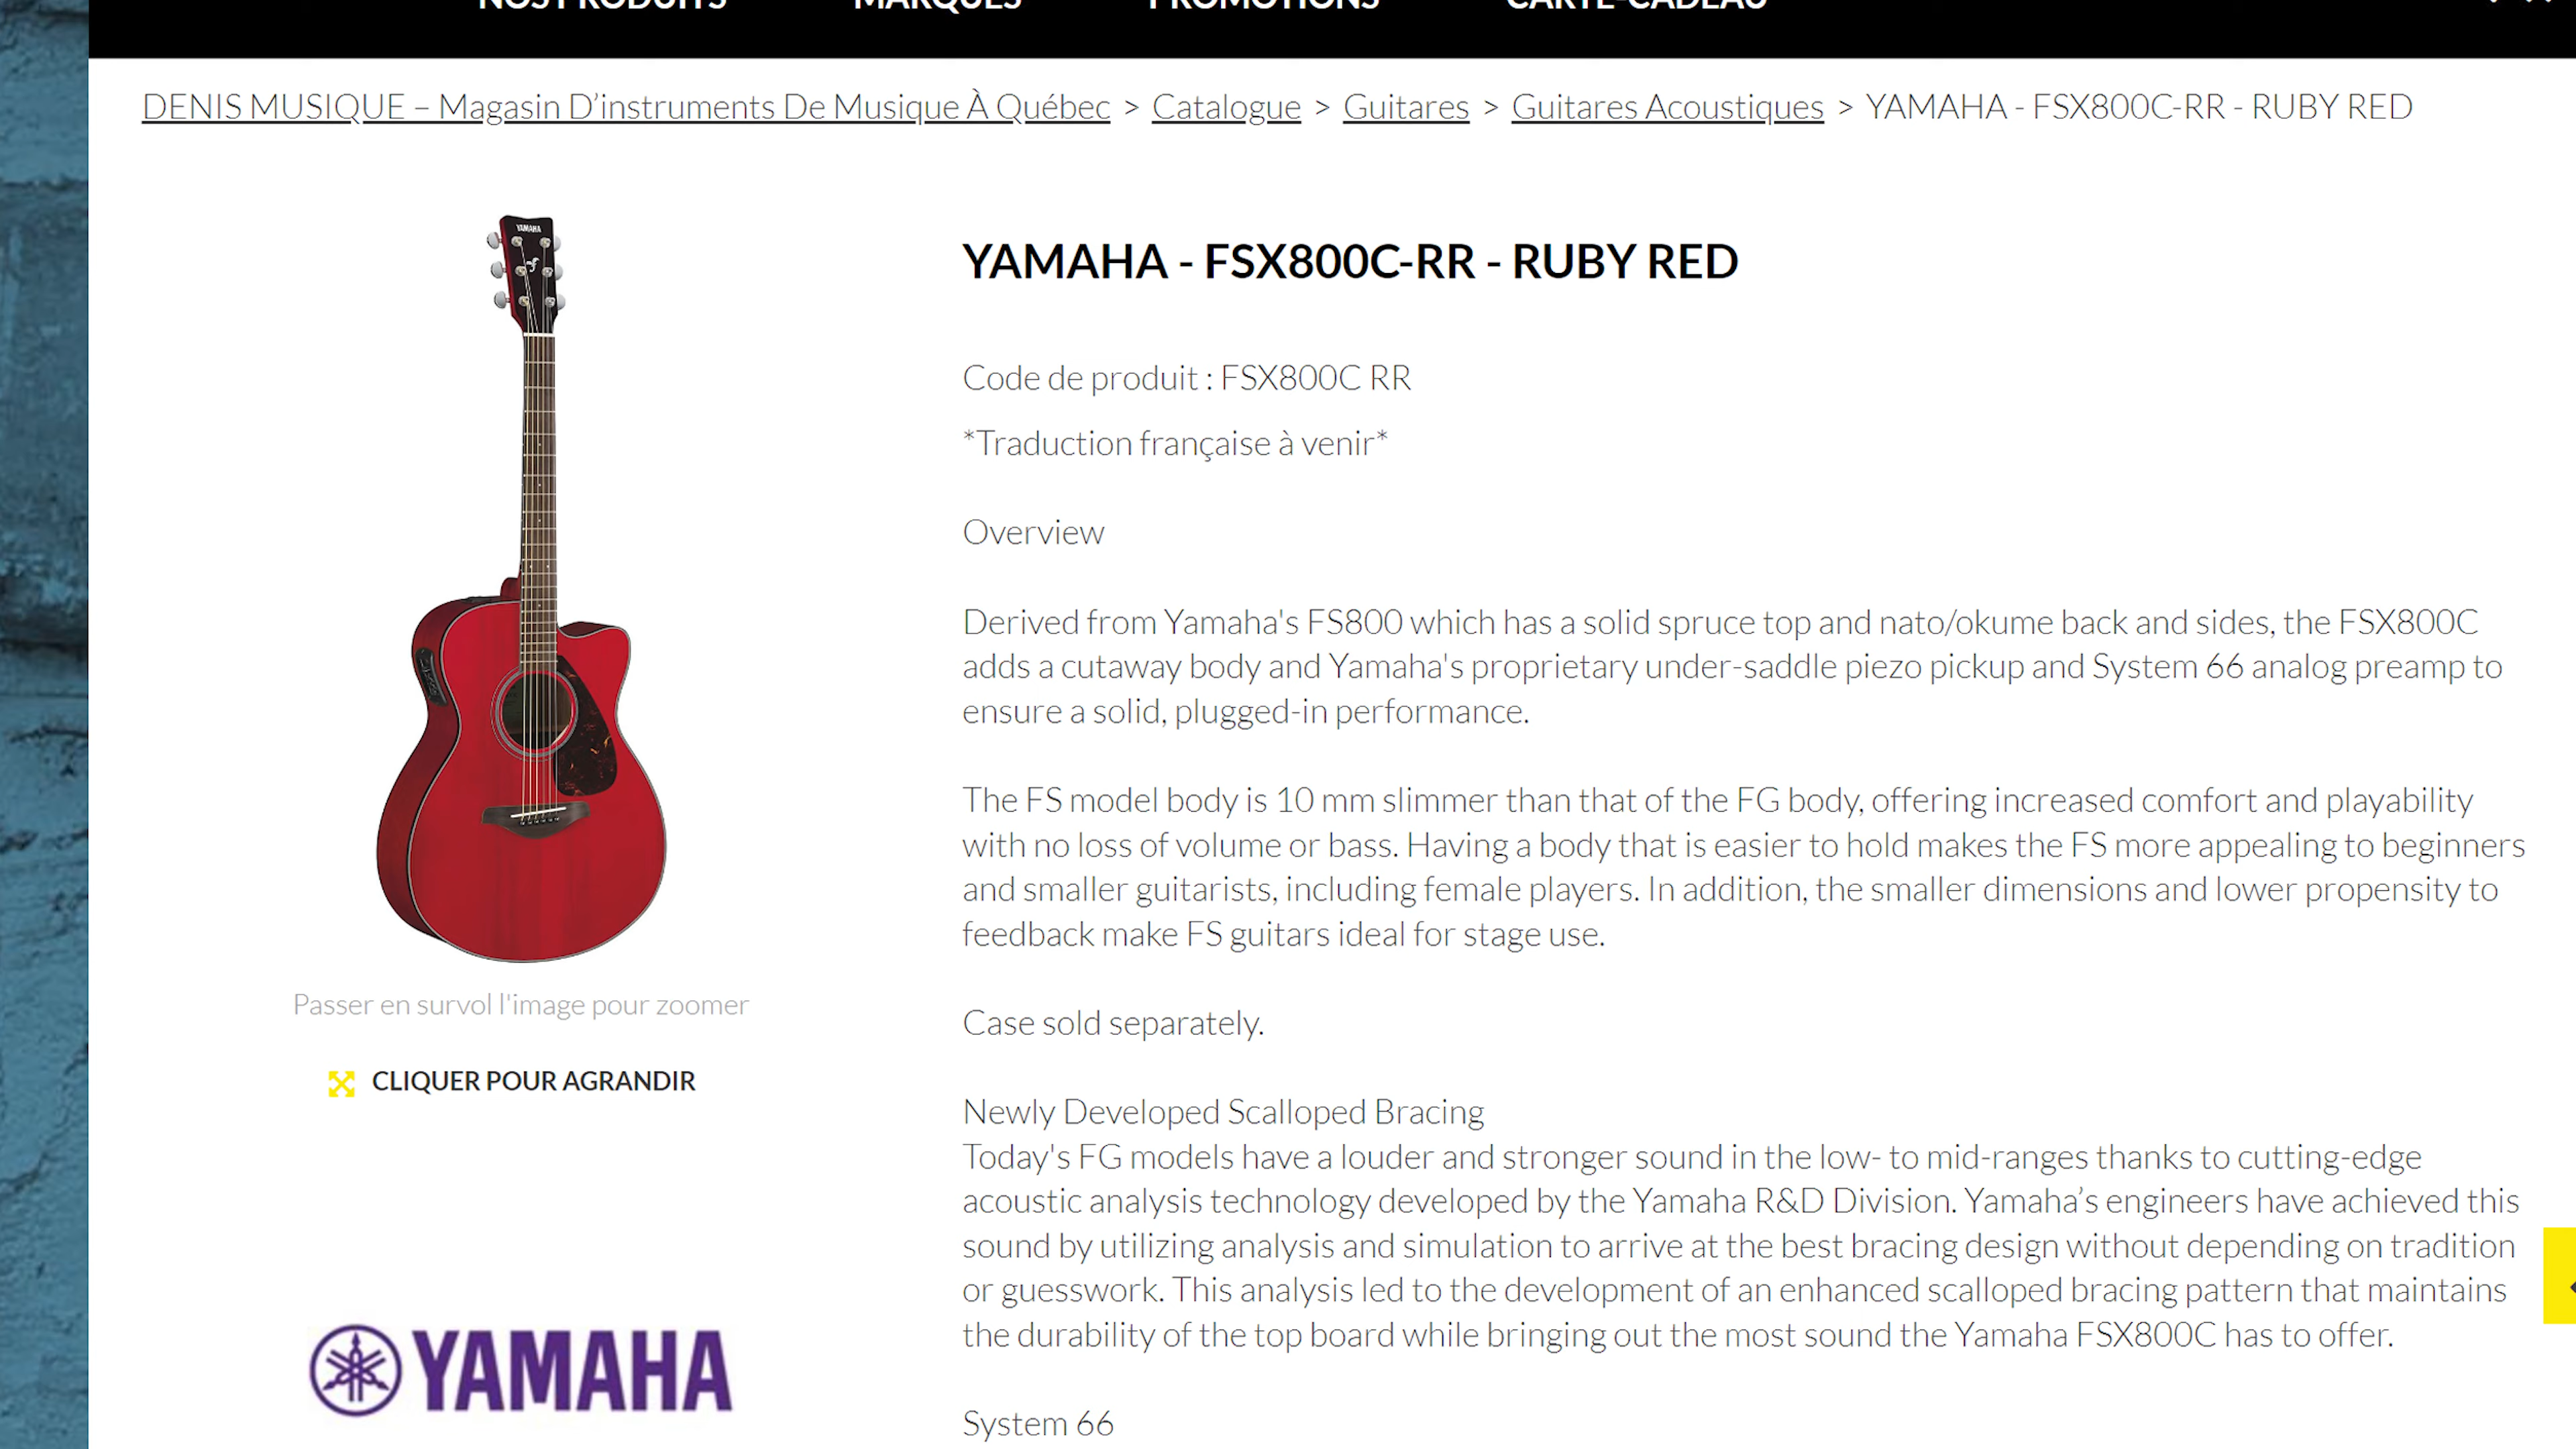 NOS PRODUITS MARQUES PROMOTIONS CARTE-CADEAU
DENIS MUSIQUE – Magasin D’instruments De Musique À Québec > Catalogue > Guitares > Guitares Acoustiques > YAMAHA - FSX800C-RR - RUBY RED
YAMAHA
YAMAHA - FSX800C-RR - RUBY RED
Code de produit : FSX800C RR
*Traduction française à venir*
Overview
Derived from Yamaha's FS800 which has a solid spruce top and nato/okume back and sides, the FSX800C
adds a cutaway body and Yamaha's proprietary under-saddle piezo pickup and System 66 analog preamp to
ensure a solid, plugged-in performance.
The FS model body is 10 mm slimmer than that of the FG body, offering increased comfort and playability
with no loss of volume or bass. Having a body that is easier to hold makes the FS more appealing to beginners
and smaller guitarists, including female players. In addition, the smaller dimensions and lower propensity to
feedback make FS guitars ideal for stage use.
Passer en survol l'image pour zoomer
Case sold separately.
CLIQUER POUR AGRANDIR
Newly Developed Scalloped Bracing
Today's FG models have a louder and stronger sound in the low- to mid-ranges thanks to cutting-edge
acoustic analysis technology developed by the Yamaha R&D Division. Yamaha’s engineers have achieved this
sound by utilizing analysis and simulation to arrive at the best bracing design without depending on tradition
or guesswork. This analysis led to the development of an enhanced scalloped bracing pattern that maintains
the durability of the top board while bringing out the most sound the Yamaha FSX800C has to offer.
YAMAHA
System 66